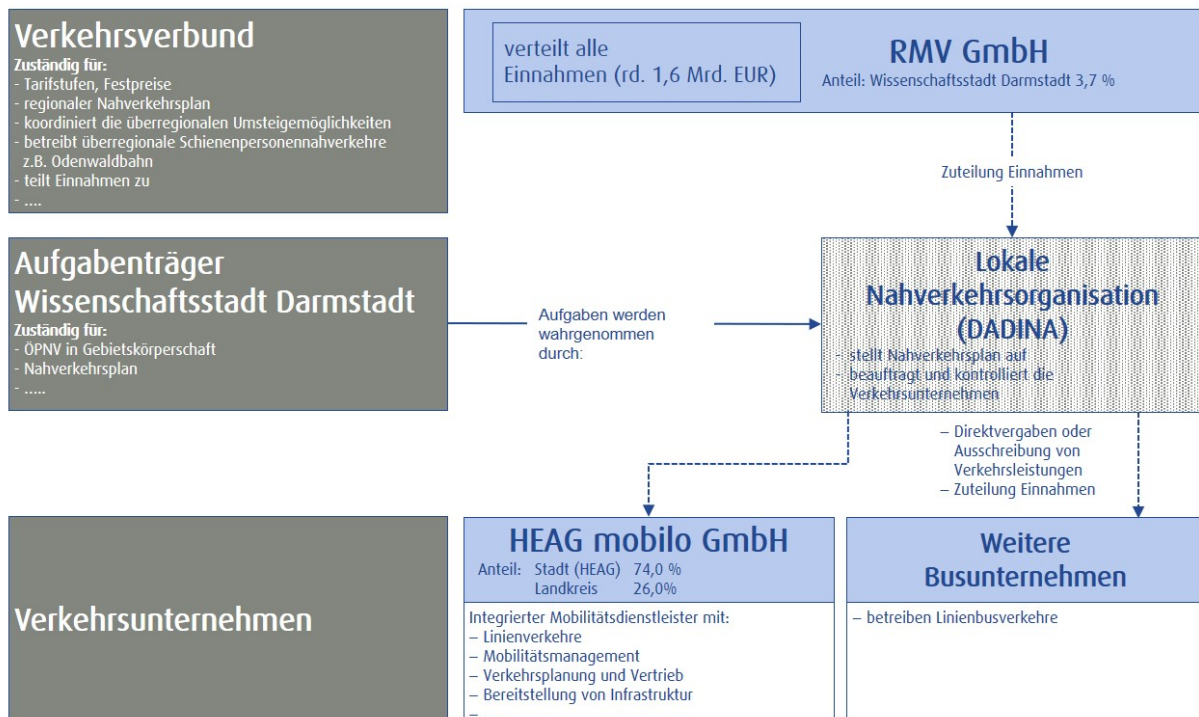 Verkehrsverbund
Zuständig für:
- Tarifstufen, Festpreise
- regionaler Nahverkehrsplan
- koordiniert die überregionalen Umsteigemöglichkeiten
- betreibt überregionale Schienenpersonennahverkehre
z.B. Odenwaldbahn
- teilt Einnahmen zu
- ....
verteilt alle
Einnahmen (rd. 1,6 Mrd. EUR)
RMV GmbH
Anteil: Wissenschaftsstadt Darmstadt 3,7 %
Zuteilung Einnahmen
Aufgabenträger
Wissenschaftsstadt Darmstadt
Zuständig für:
- ÖPNV in Gebietskörperschaft
- Nahverkehrsplan
- .....
Aufgaben werden
wahrgenommen
durch:
Lokale
Nahverkehrsorganisation
(DADINA)
- stellt Nahverkehrsplan auf
- beauftragt und kontrolliert die
Verkehrsunternehmen
– Direktvergaben oder
Ausschreibung von
Verkehrsleistungen
– Zuteilung Einnahmen
Verkehrsunternehmen
HEAG mobilo GmbH
Anteil: Stadt (HEAG) 74,0 %
Landkreis 26,0%
Integrierter Mobilitätsdienstleister mit:
– Linienverkehre
– Mobilitätsmanagement
– Verkehrsplanung und Vertrieb
– Bereitstellung von Infrastruktur
–
Weitere
Busunternehmen
– betreiben Linienbusverkehre